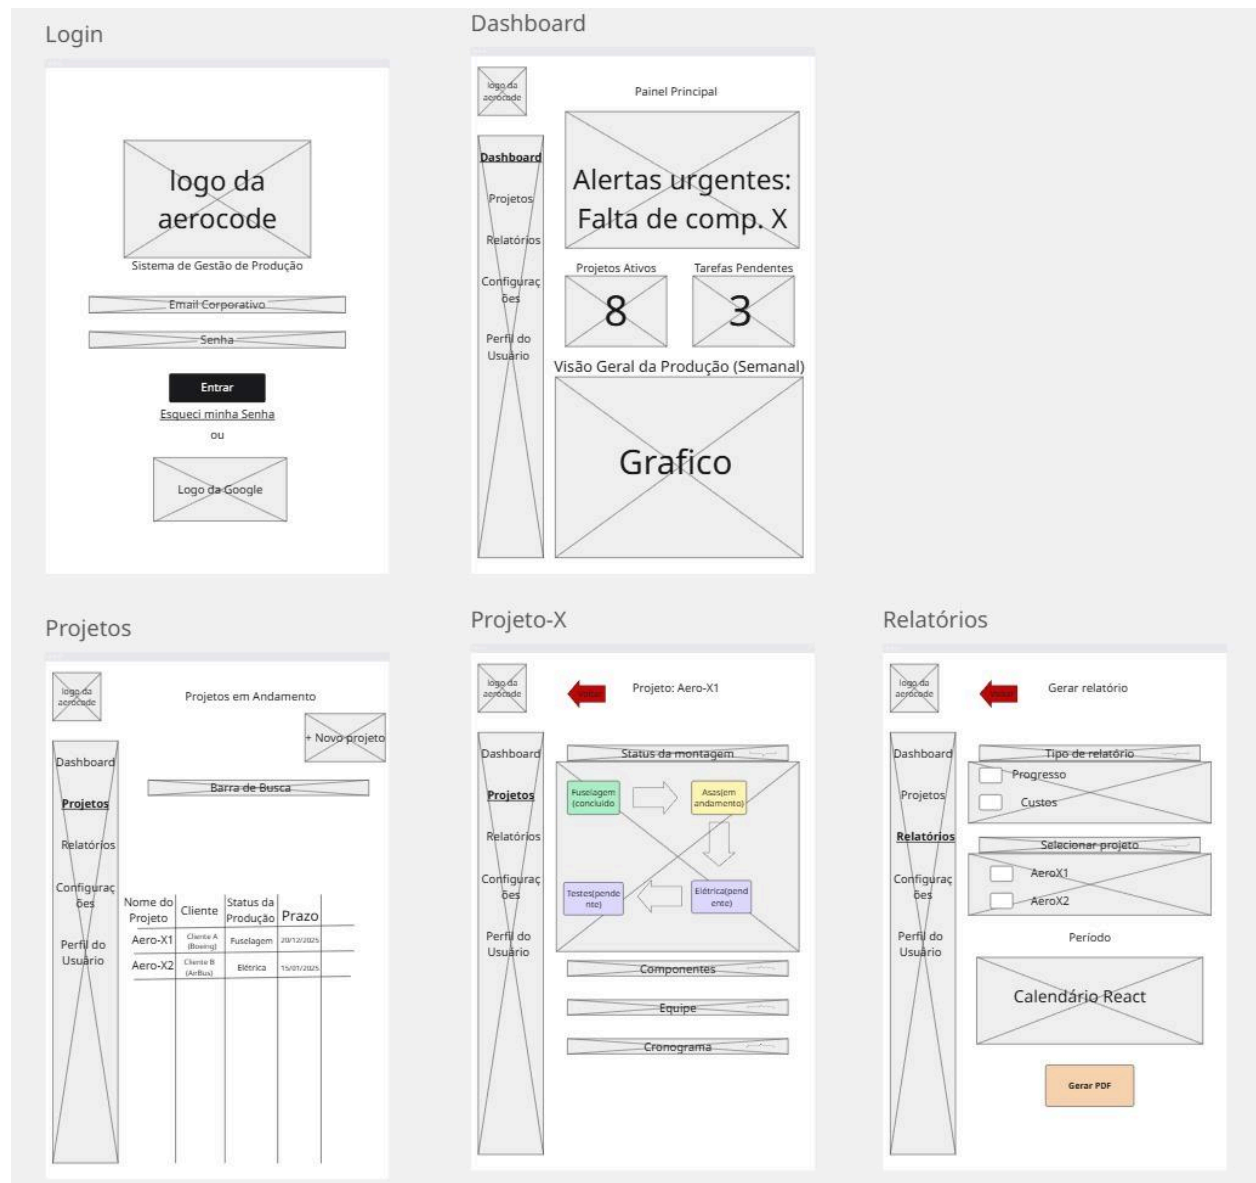 Login
logo da
aerocode
Sistema de Gestão de Produção
Email Corporativo
Senha
Entrar
Esqueci minha Senha
ou
Logo da Google
Dashboard
logo da
aerocode
Painel Principal
Dashboard
Projetos
Relatórios
Configuraç
ões
Perfil do
Usuário
Alertas urgentes:
Falta de comp. X
Projetos Ativos
Tarefas Pendentes
8
3
Visão Geral da Produção (Semanal)
Grafico
Projetos
logo da
aerocode
Projetos em Andamento
+ Novo projeto
Dashboard
Projetos
Relatórios
Configuraç
ões
Perfil do
Usuário
Barra de Busca
Nome do
Projeto
Cliente
Status da
Produção
Prazo
Aero-X1
Cliente A
(Boeing)
Fuselagem
20/12/2025
Aero-X2
Cliente B
(AirBus)
Elétrica
15/01/2025
Projeto-X
logo da
aerocode
Voltar
Projeto: Aero-X1
Dashboard
Projetos
Relatórios
Configuraç
ões
Perfil do
Usuário
Status da montagem
Fuselagem
(concluído
Asas(em
andamento)
Testes(pende
nte)
Elétrica(pend
ente)
Componentes
Equipe
Cronograma
Relatórios
logo da
aerocode
Voltar
Gerar relatório
Dashboard
Projetos
Relatórios
Configuraç
ões
Perfil do
Usuário
Tipo de relatório
Progresso
Custos
Selecionar projeto
AeroX1
AeroX2
Período
Calendário React
Gerar PDF